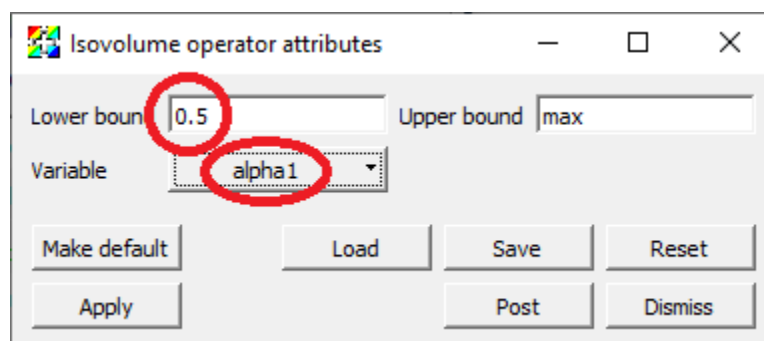 Isovolume operator attributes
Lower boun 0.5 Upper bound max
Variable alpha1
Make default Load Save Reset
Apply Post Dismiss